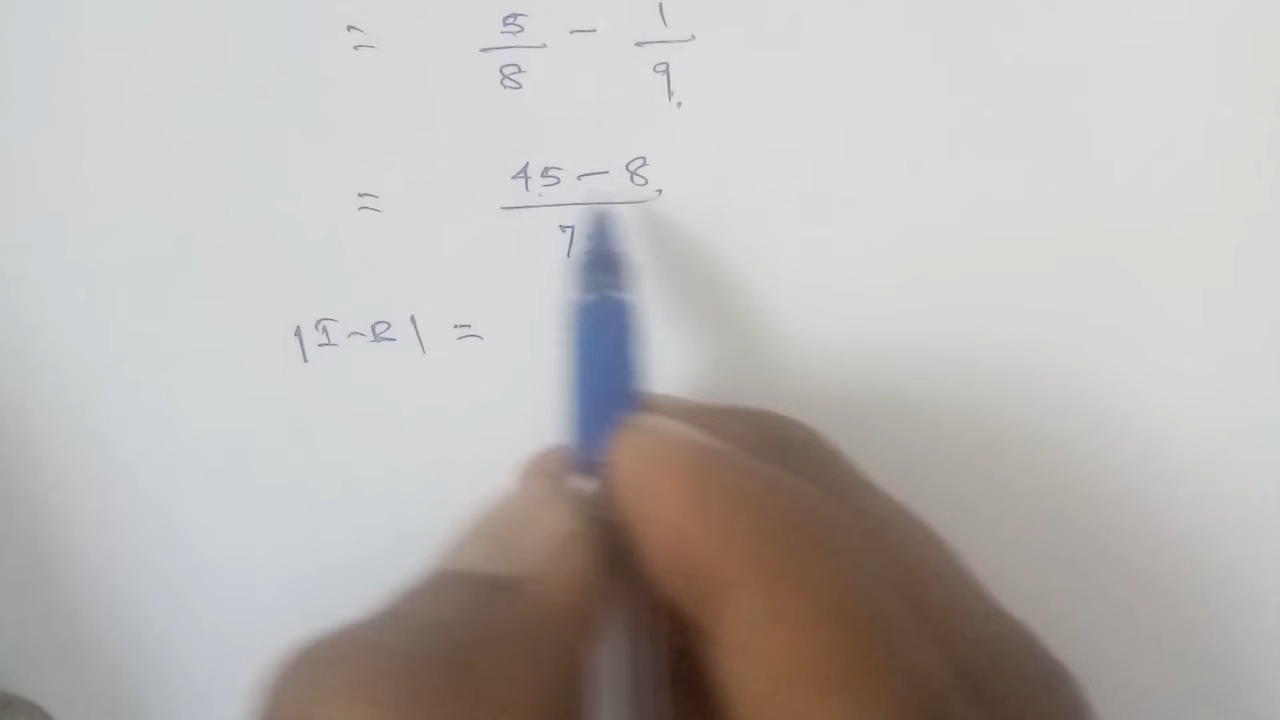 = 5/8 - 1/9
= 45 - 8 / 7
|I-R| =